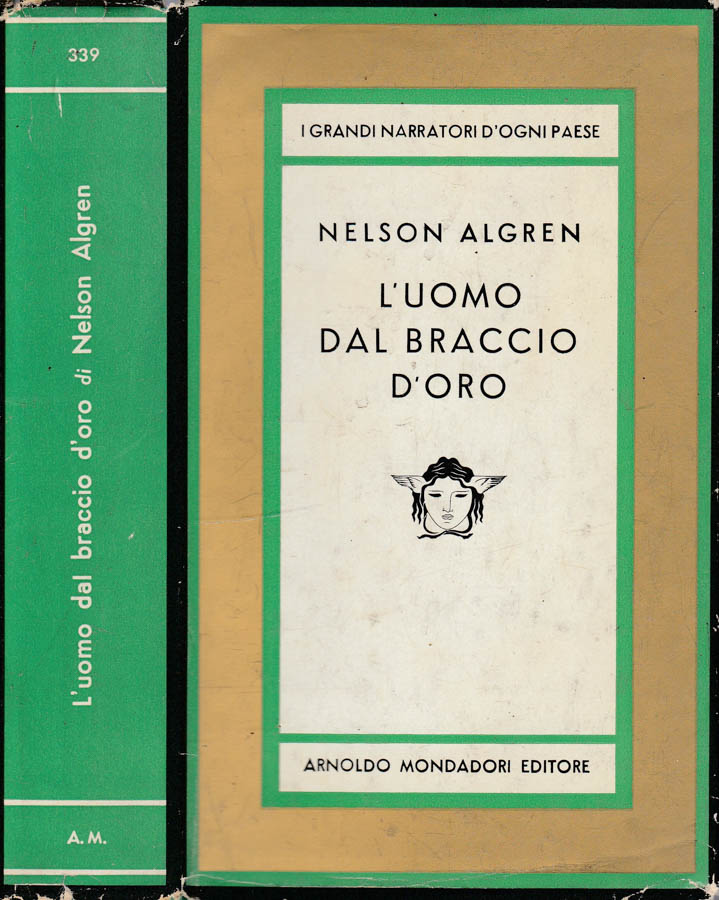 339
L'uomo dal braccio d'oro di Nelson Algren
A.M.
I GRANDI NARRATORI D'OGNI PAESE
NELSON ALGREN
L'UOMO
DAL BRACCIO
D'ORO
ARNOLDO MONDADORI EDITORE